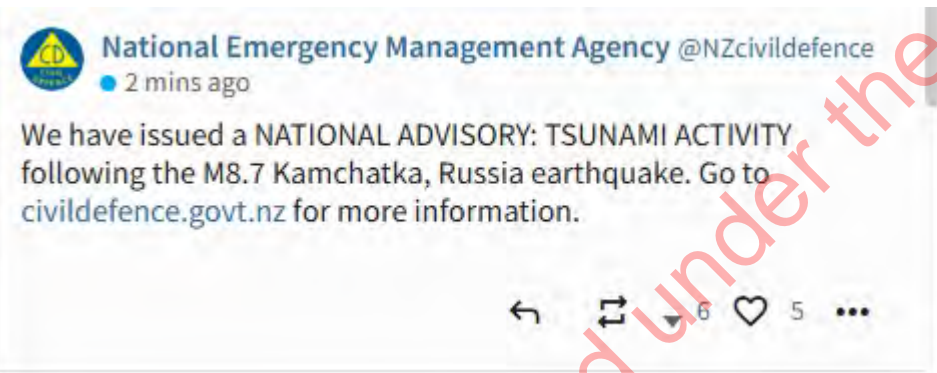 National Emergency Management Agency @NZcivildefence
2 mins ago
We have issued a NATIONAL ADVISORY: TSUNAMI ACTIVITY
following the M8.7 Kamchatka, Russia earthquake. Go to
civildefence.govt.nz for more information.
6 5
d under the
CD